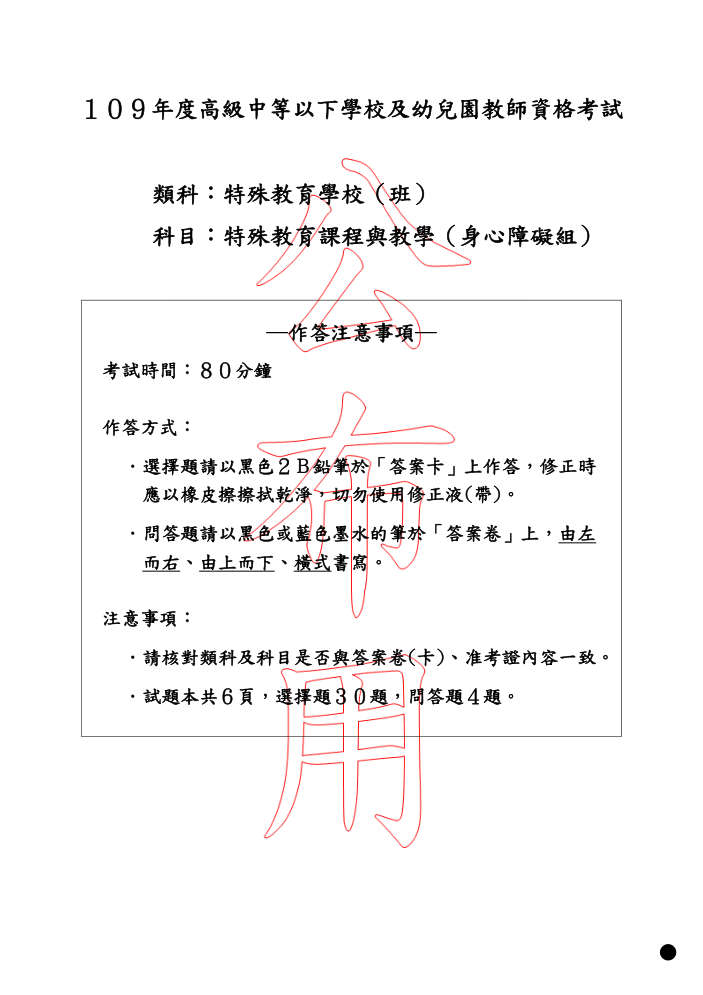 １０９年度高級中等以下學校及幼兒園教師資格考試
類科：特殊教育學校（班）
科目：特殊教育課程與教學（身心障礙組）
—作答注意事項—
考試時間：８０分鐘
作答方式：
．選擇題請以黑色２Ｂ鉛筆於「答案卡」上作答，修正時
應以橡皮擦擦拭乾淨，切勿使用修正液(帶)。
．問答題請以黑色或藍色墨水的筆於「答案卷」上，由左
而右、由上而下、橫式書寫。
注意事項：
．請核對類科及科目是否與答案卷(卡)、准考證內容一致。
．試題本共６頁，選擇題３０題，問答題４題。
公布用